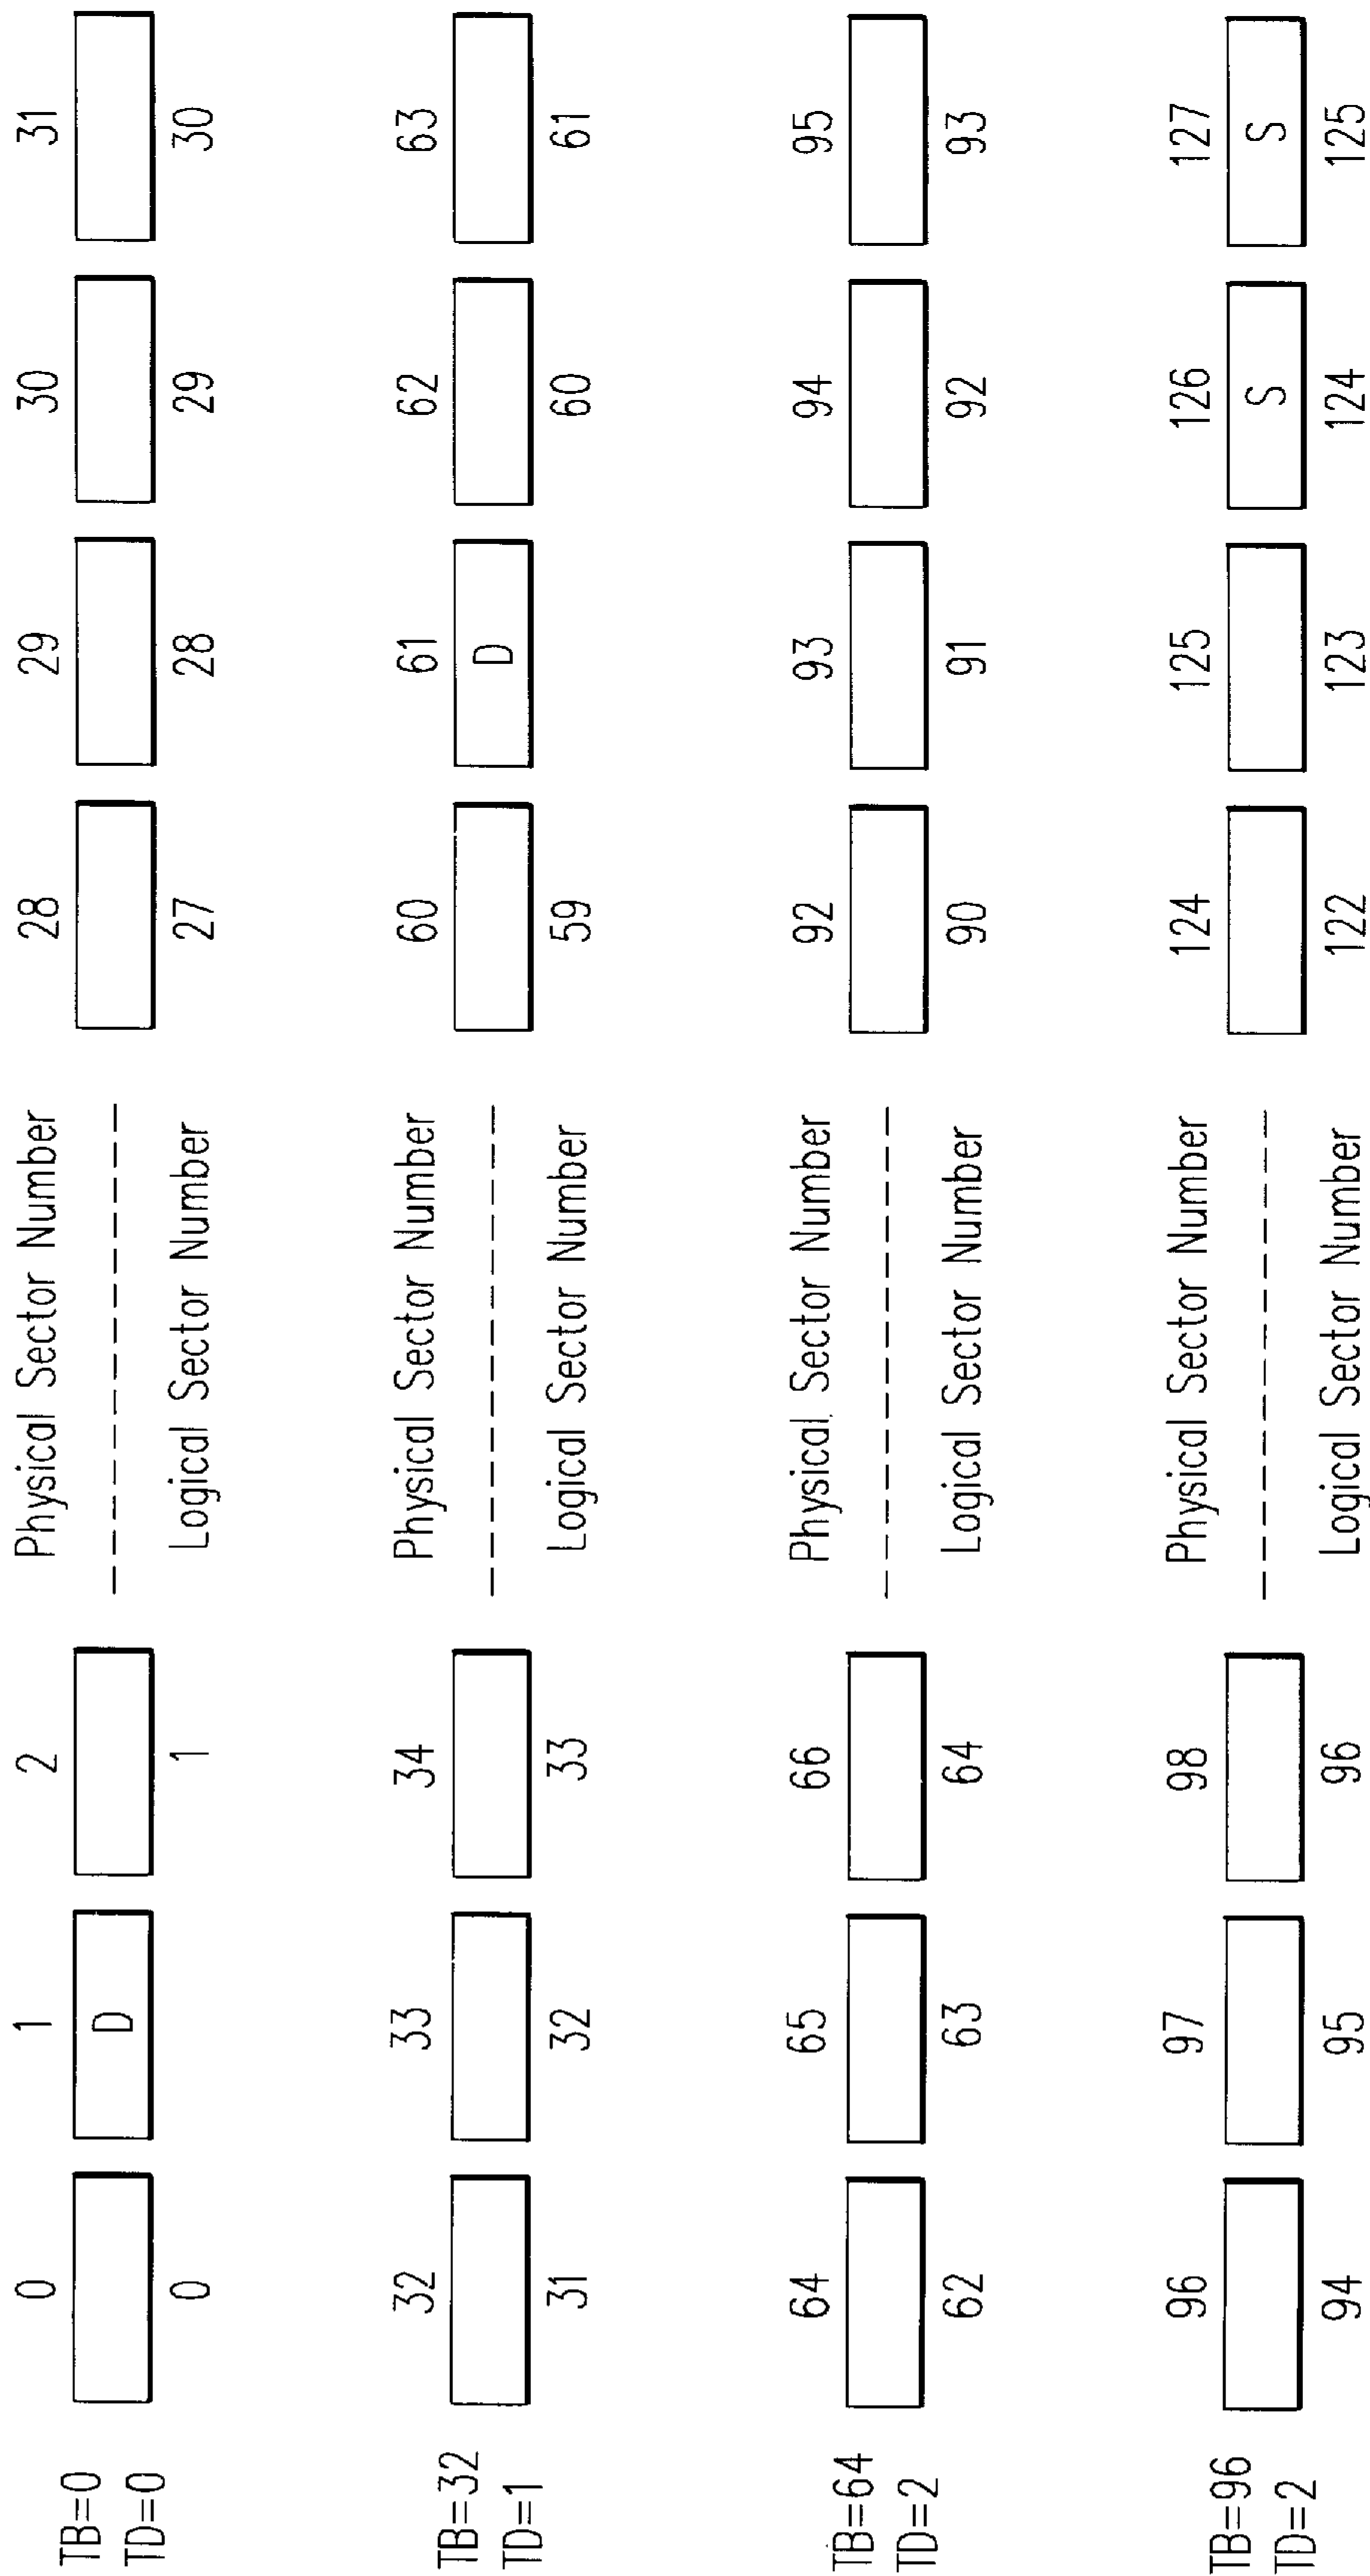 0 1 2 Physical Sector Number 28 29 30 31
TB=0 D
TD=0
0 1 Logical Sector Number 27 28 29 30
32 33 34 Physical Sector Number 60 61 62 63
TB=32 D
TD=1
31 32 33 Logical Sector Number 59 60 61
64 65 66 Physical Sector Number 92 93 94 95
TB=64
TD=2
62 63 64 Logical Sector Number 90 91 92 93
96 97 98 Physical Sector Number 124 125 126 127
TB=96 S S
TD=2
94 95 96 Logical Sector Number 122 123 124 125